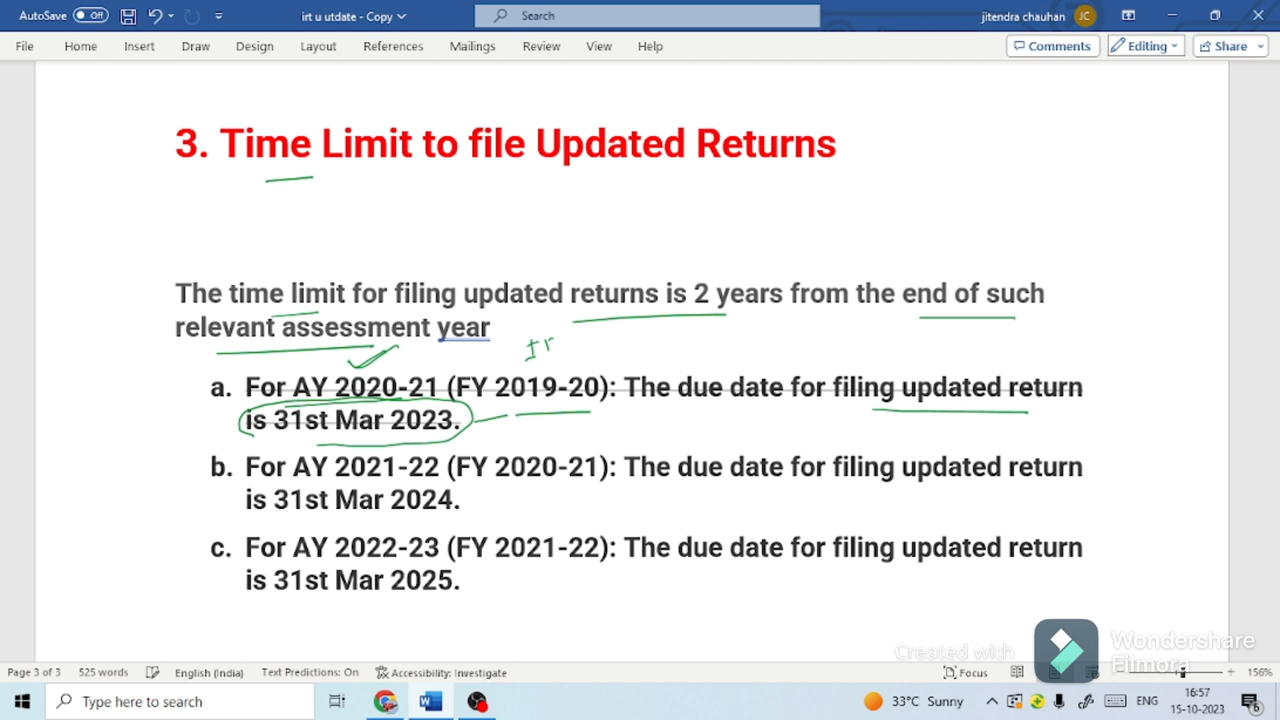 AutoSave Off irt u utdate - Copy Search jitendra chauhan JC
File Home Insert Draw Design Layout References Mailings Review View Help Comments Editing Share
3. Time Limit to file Updated Returns
The time limit for filing updated returns is 2 years from the end of such
relevant assessment year
a. For AY 2020-21 (FY 2019-20): The due date for filing updated return
is 31st Mar 2023.
b. For AY 2021-22 (FY 2020-21): The due date for filing updated return
is 31st Mar 2024.
c. For AY 2022-23 (FY 2021-22): The due date for filing updated return
is 31st Mar 2025.
Created with Wondershare
Filmora
Page 3 of 3 525 words English (India) Text Predictions: On Accessibility: Investigate Focus 156%
Type here to search 33°C Sunny ENG 16:57
15-10-2023 6